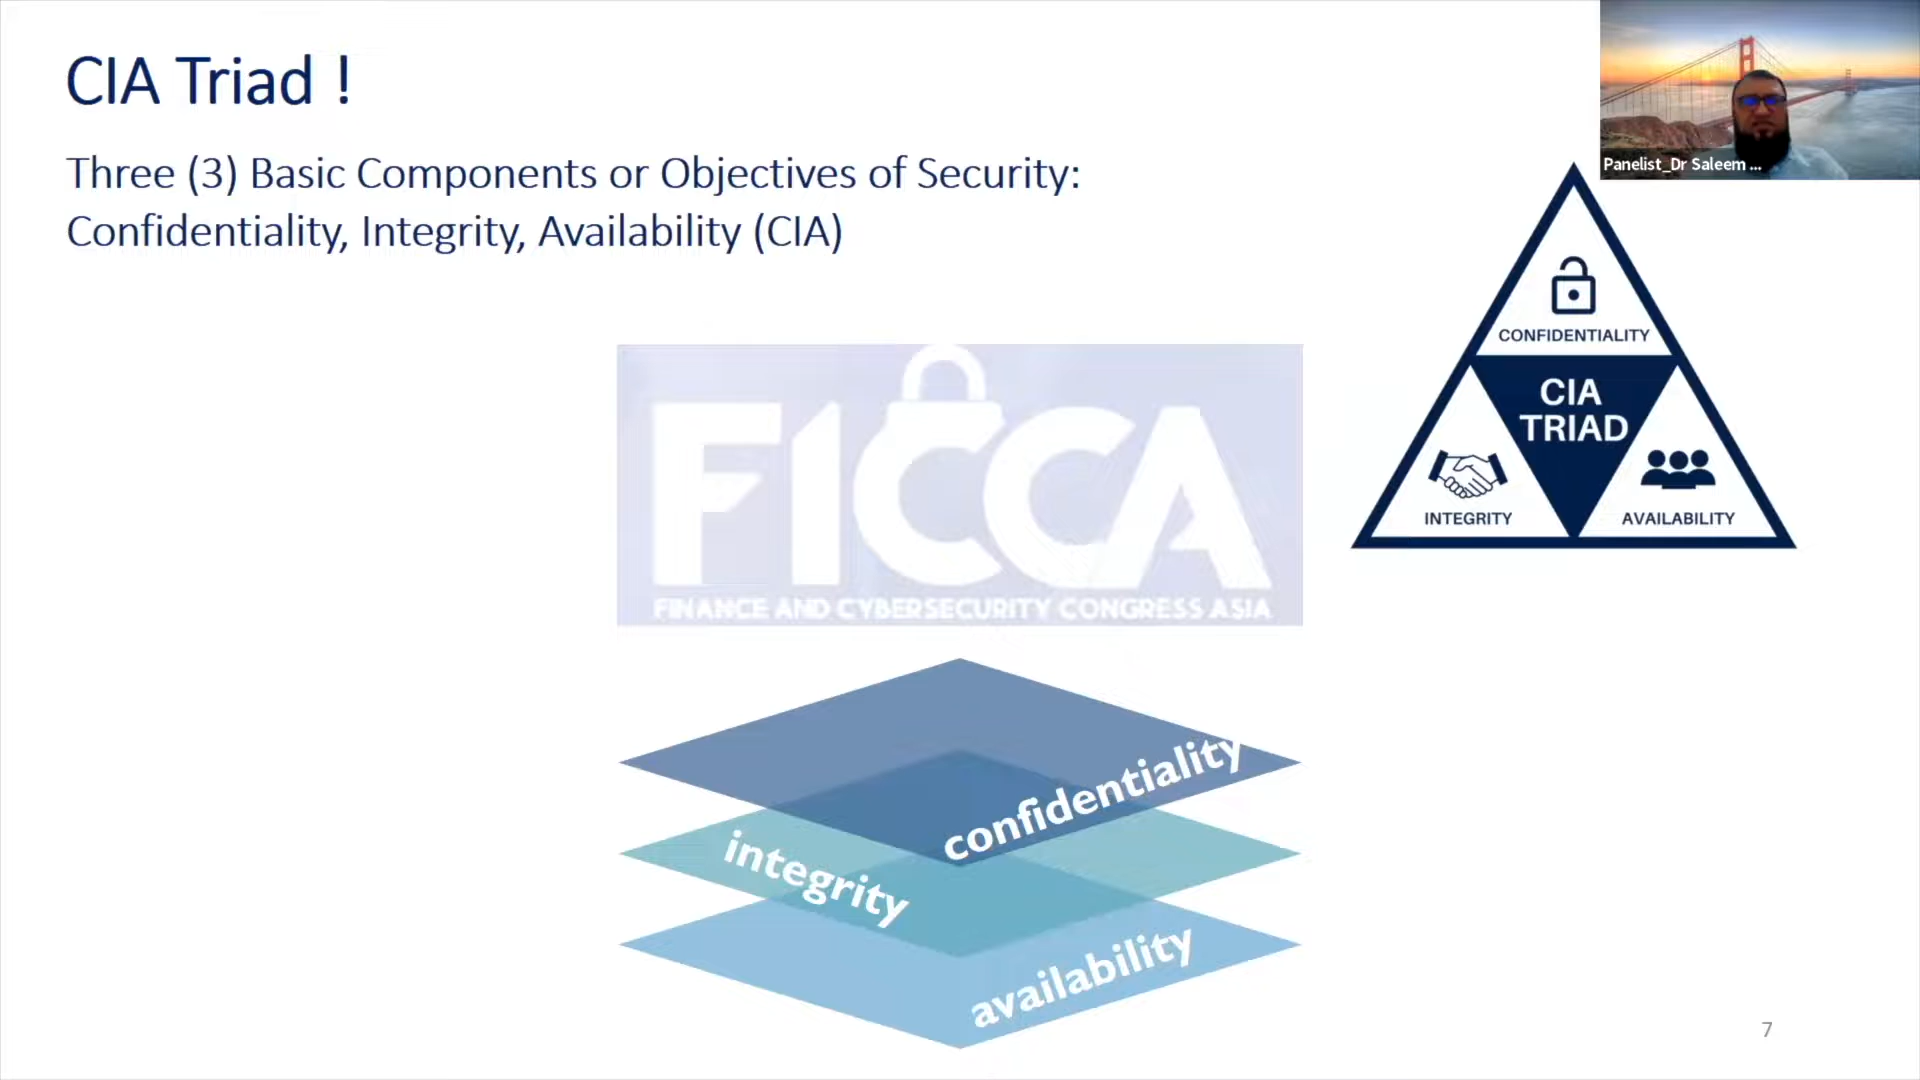 CIA Triad !
Three (3) Basic Components or Objectives of Security:
Confidentiality, Integrity, Availability (CIA)
Panelist_Dr Saleem ...
CONFIDENTIALITY
CIA
TRIAD
INTEGRITY
AVAILABILITY
FICCA
FINANCE AND CYBERSECURITY CONGRESS ASIA
confidentiality
integrity
availability
7